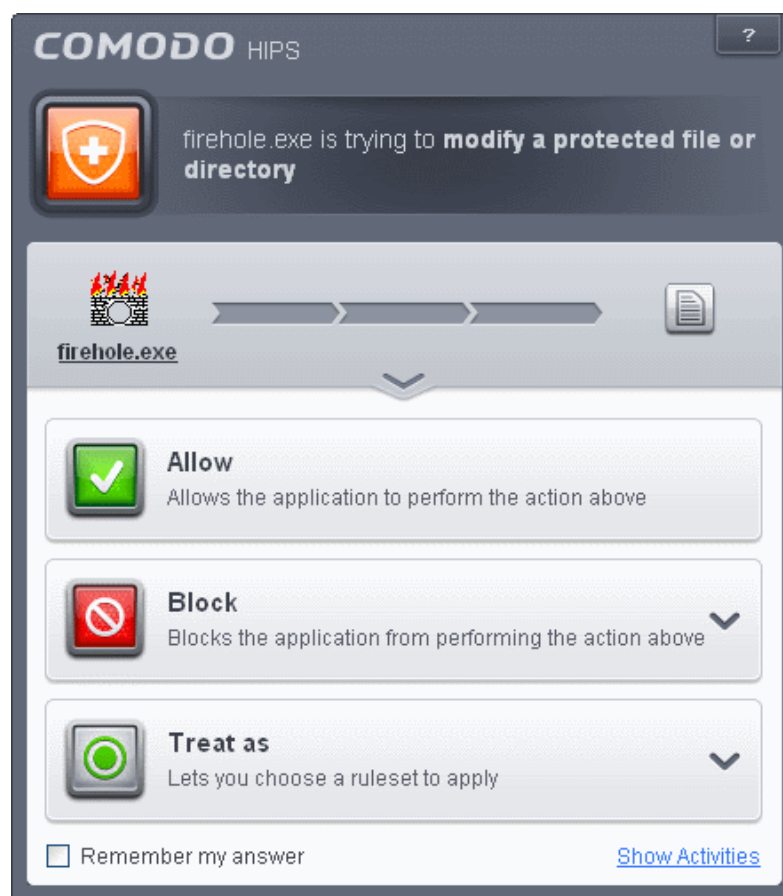 COMODO HIPS
?
firehole.exe is trying to modify a protected file or
directory
firehole.exe
Allow
Allows the application to perform the action above
Block
Blocks the application from performing the action above
Treat as
Lets you choose a ruleset to apply
Remember my answer
Show Activities